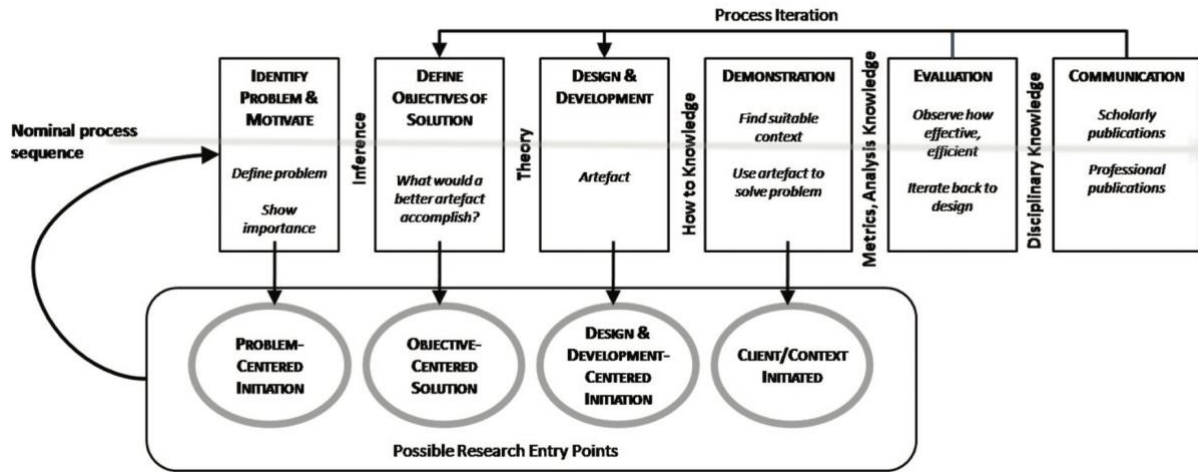 Process Iteration
IDENTIFY
PROBLEM &
MOTIVATE
Define problem
Show
importance
Inference
DEFINE
OBJECTIVES OF
SOLUTION
What would a
better artefact
accomplish?
Theory
DESIGN &
DEVELOPMENT
Artefact
How to Knowledge
DEMONSTRATION
Find suitable
context
Use artefact to
solve problem
Metrics, Analysis Knowledge
EVALUATION
Observe how
effective,
efficient
Iterate back to
design
Disciplinary Knowledge
COMMUNICATION
Scholarly
publications
Professional
publications
Nominal process
sequence
PROBLEM-
CENTERED
INITIATION
OBJECTIVE-
CENTERED
SOLUTION
DESIGN &
DEVELOPMENT-
CENTERED
INITIATION
CLIENT/CONTEXT
INITIATED
Possible Research Entry Points